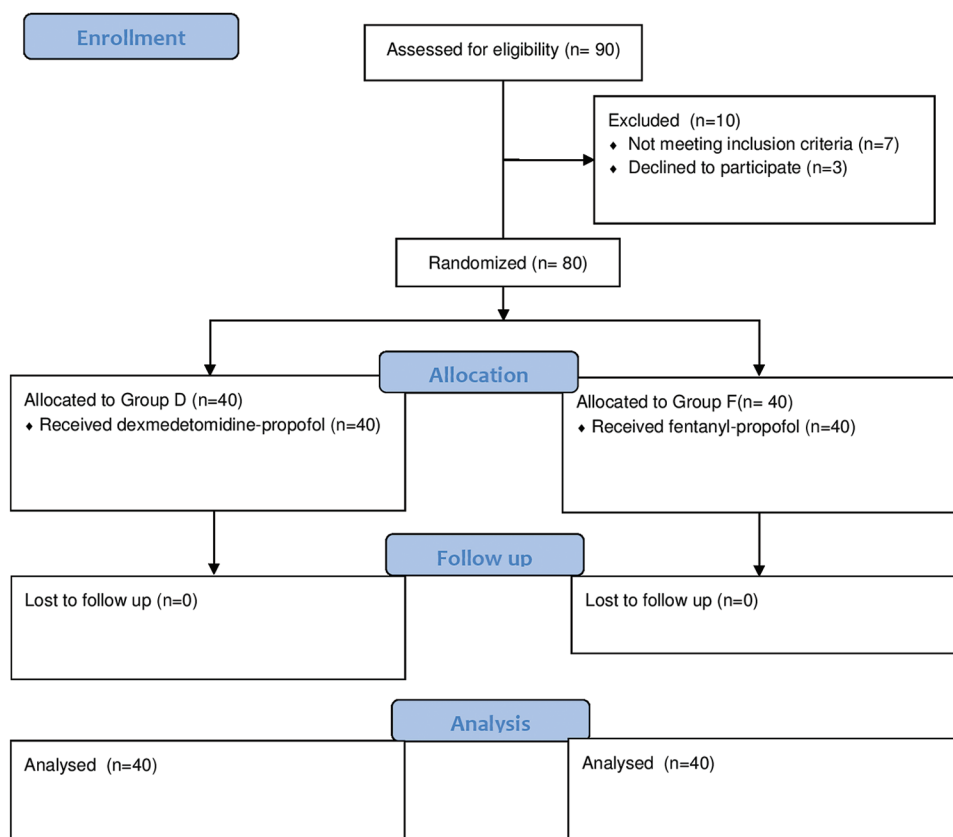 Enrollment
Assessed for eligibility (n= 90)
Excluded (n=10)
♦ Not meeting inclusion criteria (n=7)
♦ Declined to participate (n=3)
Randomized (n= 80)
Allocation
Allocated to Group D (n=40)
♦ Received dexmedetomidine-propofol (n=40)
Allocated to Group F(n= 40)
♦ Received fentanyl-propofol (n=40)
Follow up
Lost to follow up (n=0)
Lost to follow up (n=0)
Analysis
Analysed (n=40)
Analysed (n=40)